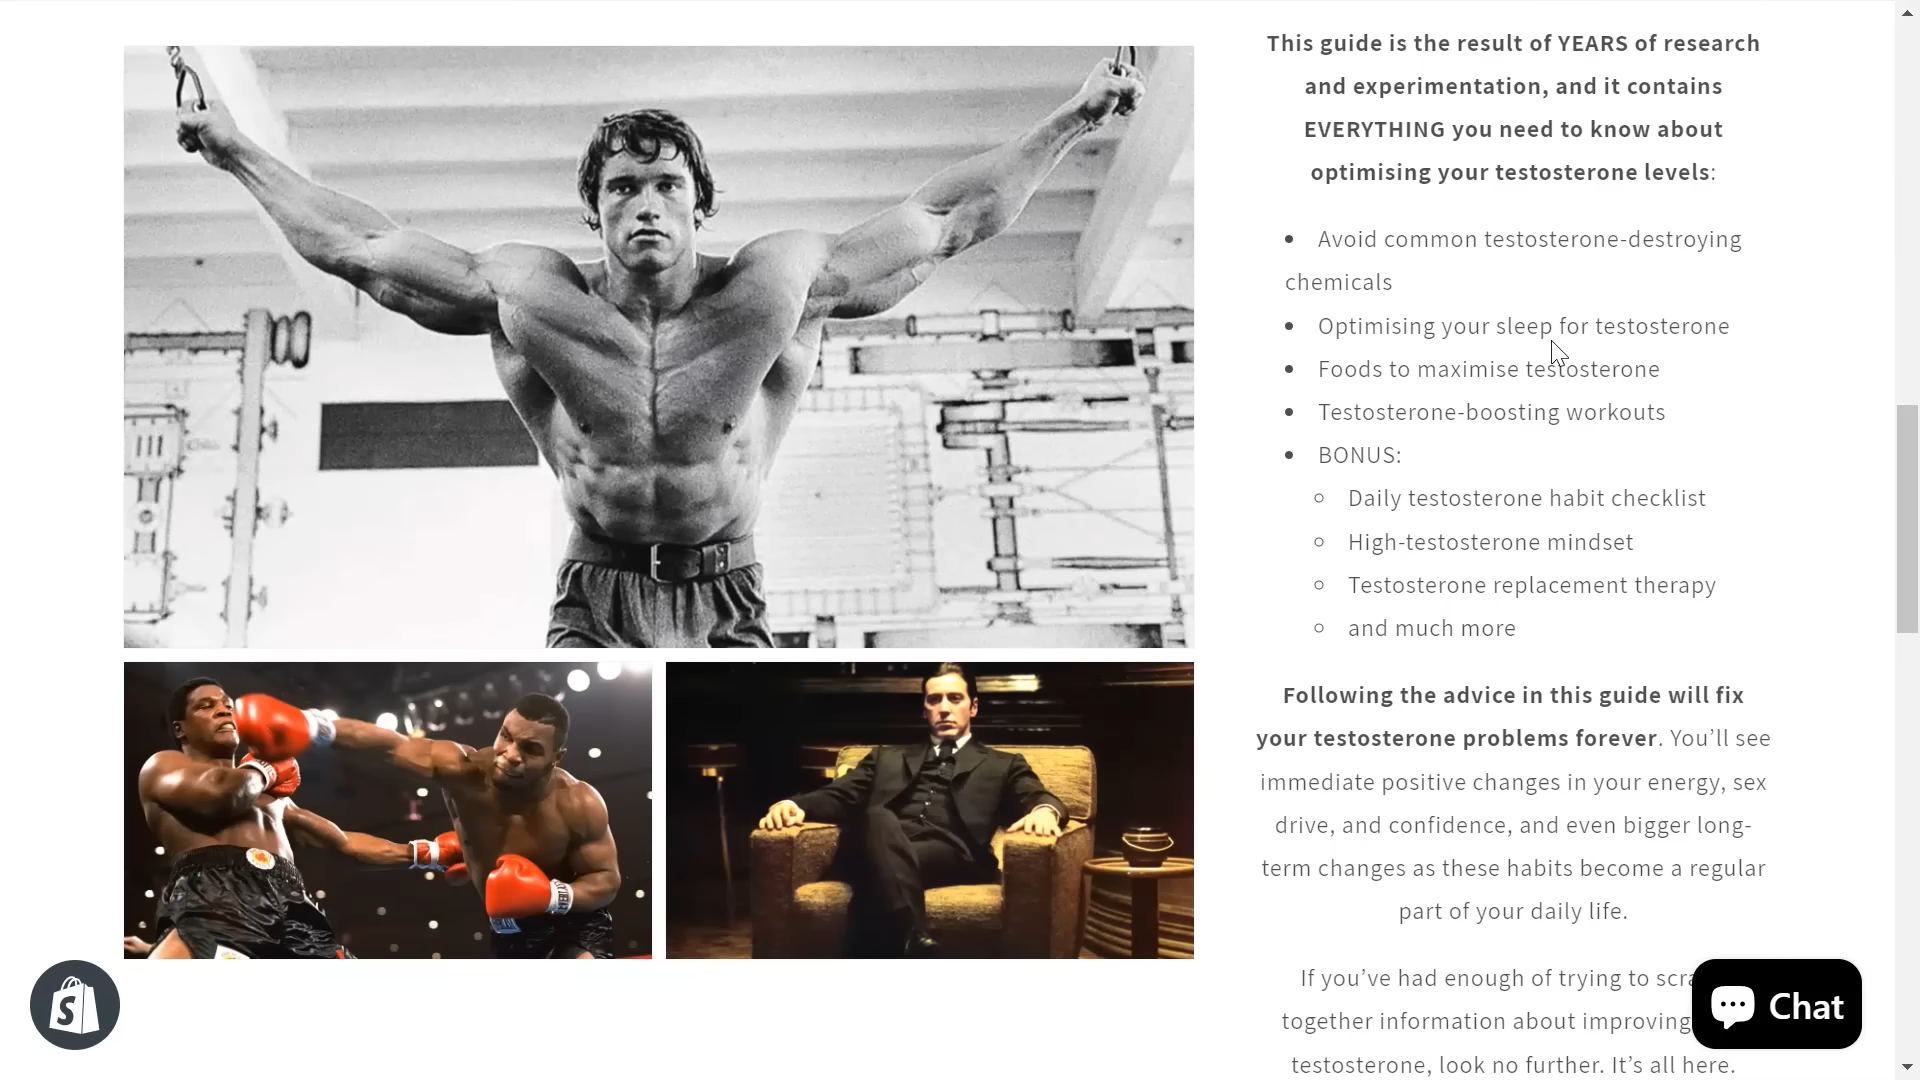 This guide is the result of YEARS of research
and experimentation, and it contains
EVERYTHING you need to know about
optimising your testosterone levels:
• Avoid common testosterone-destroying
chemicals
• Optimising your sleep for testosterone
• Foods to maximise testosterone
• Testosterone-boosting workouts
• BONUS:
○ Daily testosterone habit checklist
○ High-testosterone mindset
○ Testosterone replacement therapy
○ and much more
Following the advice in this guide will fix
your testosterone problems forever. You’ll see
immediate positive changes in your energy, sex
drive, and confidence, and even bigger long-
term changes as these habits become a regular
part of your daily life.
If you’ve had enough of trying to
together information about improving
testosterone, look no further. It’s all here.
Chat